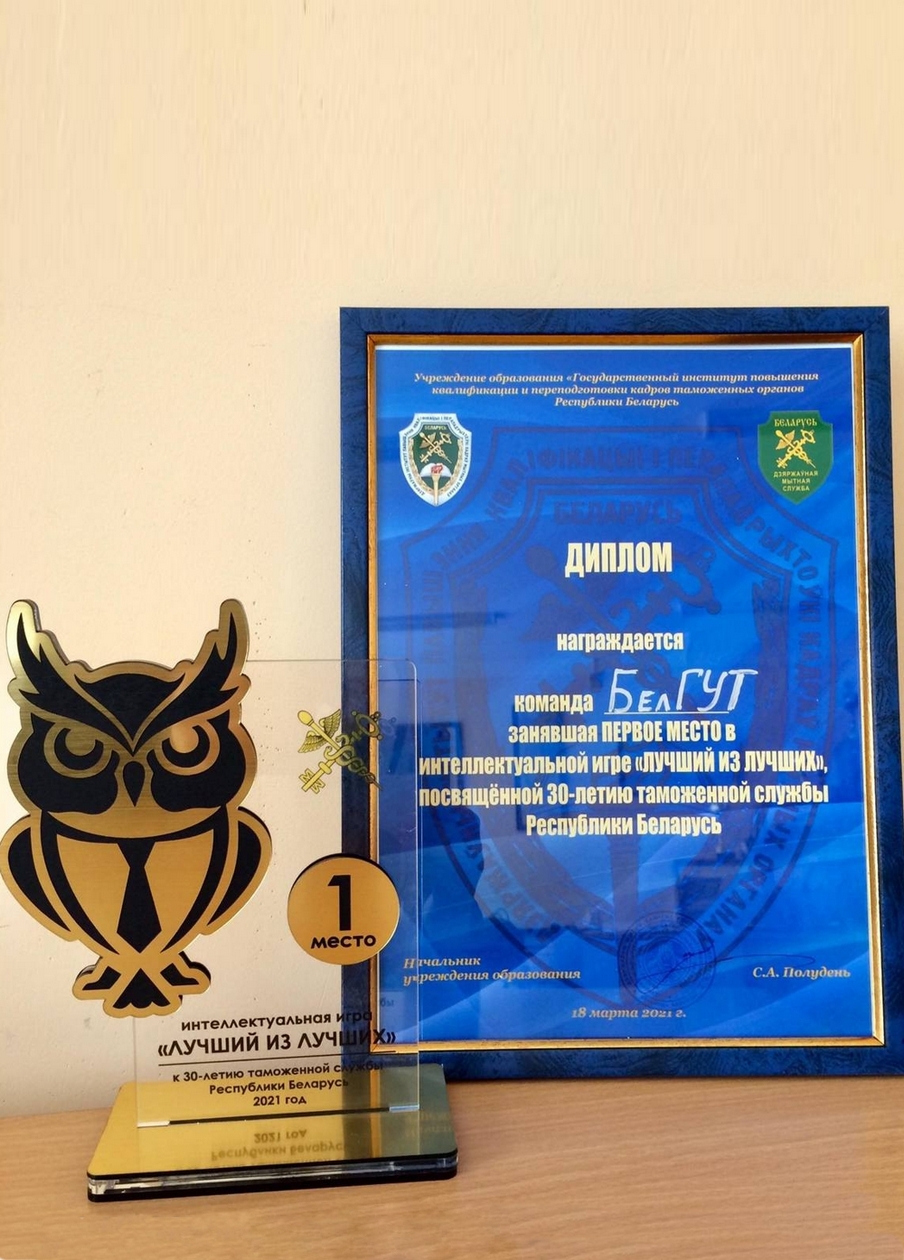 Учреждение образования «Государственный институт повышения
квалификации и переподготовки кадров таможенных органов
Республики Беларусь
БЕЛАРУСЬ
БЕЛАРУСЬ
ДЗЯРЖАЎНАЯ
МЫТНАЯ
СЛУЖБА
БЕЛАРУСЬ
ДИПЛОМ
награждается
команда БелГУТ
занявшая ПЕРВОЕ МЕСТО в
интеллектуальной игре «ЛУЧШИЙ ИЗ ЛУЧШИХ»,
посвящённой 30-летию таможенной службы
Республики Беларусь
Начальник
учреждения образования
С.А. Полудень
18 марта 2021 г.
1
место
интеллектуальная игра
«ЛУЧШИЙ ИЗ ЛУЧШИХ»
к 30-летию таможенной службы
Республики Беларусь
2021 год